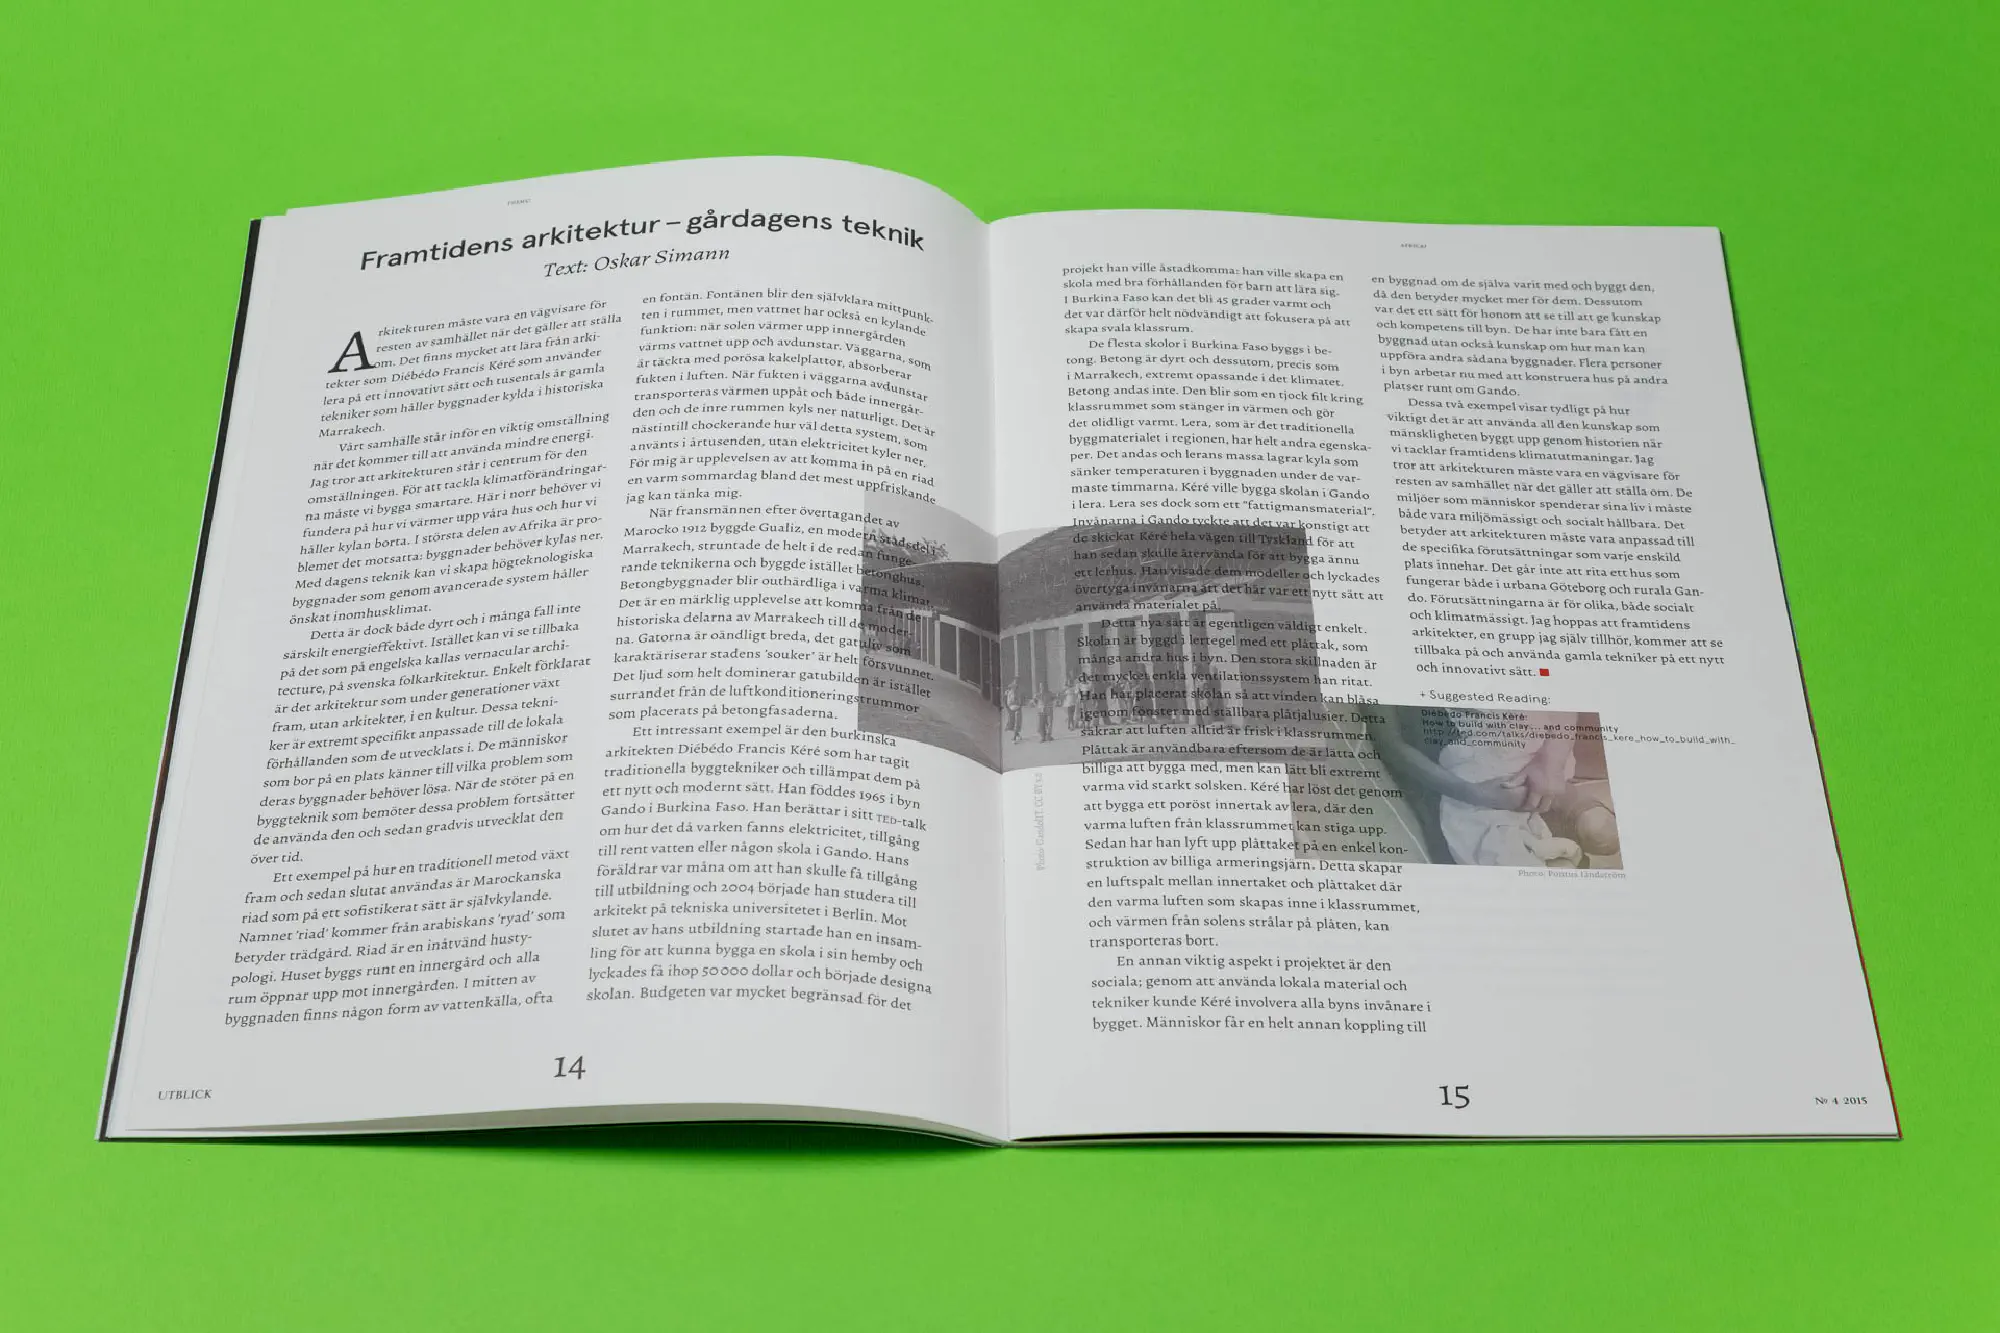 Framtidens arkitektur – gårdagens teknik
Text: Oskar Simann
Arkitekturen måste vara en vägvisare för
resten av samhället när det gäller att ställa
om. Det finns mycket att lära från arki-
tekter som Diébédo Francis Kéré som använder
lera på ett innovativt sätt och tusentals år gamla
tekniker som håller byggnader kylda i historiska
Marrakech.
Vårt samhälle står inför en viktig omställning
när det kommer till att använda mindre energi.
Jag tror att arkitekturen står i centrum för den
omställningen. För att tackla klimatförändringar-
na måste vi bygga smartare. Här i norr behöver vi
fundera på hur vi värmer upp våra hus och hur vi
håller kylan borta. I största delen av Afrika är pro-
blemet det motsatta: byggnader behöver kylas ner.
Med dagens teknik kan vi skapa högteknologiska
byggnader som genom avancerade system håller
önskat inomhusklimat.
Detta är dock både dyrt och i många fall inte
särskilt energieffektivt. Istället kan vi se tillbaka
på det som på engelska kallas vernacular archi-
tecture, på svenska folkarkitektur. Enkelt förklarat
är det arkitektur som under generationer växt
fram, utan arkitekter, i en kultur. Dessa tekni-
ker är extremt specifikt anpassade till de lokala
förhållanden som de utvecklats i. De människor
som bor på en plats känner till vilka problem som
deras byggnader behöver lösa. När de stöter på en
byggteknik som bemöter dessa problem fortsätter
de använda den och sedan gradvis utvecklat den
över tid.
Ett exempel på hur en traditionell metod växt
fram och sedan slutat användas är Marockanska
riad som på ett sofistikerat sätt är självkylande.
Namnet 'riad' kommer från arabiskans 'ryad' som
betyder trädgård. Riad är en inåtvänd husty-
pologi. Huset byggs runt en innergård och alla
rum öppnar upp mot innergården. I mitten av
byggnaden finns någon form av vattenkälla, ofta
en fontän. Fontänen blir den självklara mittpunk-
ten i rummet, men vattnet har också en kylande
funktion: när solen värmer upp innergården
värms vattnet upp och avdunstar. Väggarna, som
är täckta med porösa kakelplattor, absorberar
fukten i luften. När fukten i väggarna avdunstar
transporteras värmen uppåt och både innergår-
den och de inre rummen kyls ner naturligt. Det är
nästintill chockerande hur väl detta system, som
använts i årtusenden, utan elektricitet kyler ner.
För mig är upplevelsen av att komma in på en riad
en varm sommardag bland det mest uppfriskande
jag kan tänka mig.
När fransmännen efter övertagandet av
Marocko 1912 byggde Gualiz, en modern stadsdel i
Marrakech, struntade de helt i de redan funge-
rande teknikerna och byggde istället betonghus.
Betongbyggnader blir outhärdliga i varma klimat.
Det är en märklig upplevelse att komma från de
historiska delarna av Marrakech till de moder-
na. Gatorna är oändligt breda, det gatuliv som
karaktäriserar stadens 'souker' är helt försvunnet.
Det ljud som helt dominerar gatubilden är istället
surrandet från de luftkonditioneringstrummor
som placerats på betongfasaderna.
Ett intressant exempel är den burkinska
arkitekten Diébédo Francis Kéré som har tagit
traditionella byggtekniker och tillämpat dem på
ett nytt och modernt sätt. Han föddes 1965 i byn
Gando i Burkina Faso. Han berättar i sitt TED-talk
om hur det då varken fanns elektricitet, tillgång
till rent vatten eller någon skola i Gando. Hans
föräldrar var måna om att han skulle få tillgång
till utbildning och 2004 började han studera till
arkitekt på tekniska universitetet i Berlin. Mot
slutet av hans utbildning startade han en insam-
ling för att kunna bygga en skola i sin hemby och
lyckades få ihop 50 000 dollar och började designa
skolan. Budgeten var mycket begränsad för det
14
UTBLICK
projekt han ville åstadkomma: han ville skapa en
skola med bra förhållanden för barn att lära sig.
I Burkina Faso kan det bli 45 grader varmt och
det var därför helt nödvändigt att fokusera på att
skapa svala klassrum.
De flesta skolor i Burkina Faso byggs i be-
tong. Betong är dyrt och dessutom, precis som
i Marrakech, extremt opassande i det klimatet.
Betong andas inte. Den blir som en tjock filt kring
klassrummet som stänger in värmen och gör
det olidligt varmt. Lera, som är det traditionella
byggmaterialet i regionen, har helt andra egenska-
per. Det andas och lerans massa lagrar kyla som
sänker temperaturen i byggnaden under de var-
maste timmarna. Kéré ville bygga skolan i Gando
i lera. Lera ses dock som ett "fattigmansmaterial".
Invånarna i Gando tyckte att det var konstigt att
de skickat Kéré hela vägen till Tyskland för att
han sedan skulle återvända för att bygga ännu
ett lerhus. Han visade dem modeller och lyckades
övertyga invånarna att det här var ett nytt sätt att
använda materialet på.
Detta nya sätt är egentligen väldigt enkelt.
Skolan är byggd i lertegel med ett plåttak, som
många andra hus i byn. Den stora skillnaden är
det mycket enkla ventilationssystem han ritat.
Han har placerat skolan så att vinden kan blåsa
igenom fönster med ställbara plåtjalusier. Detta
säkrar att luften alltid är frisk i klassrummen.
Plåttak är användbara eftersom de är lätta och
billiga att bygga med, men kan lätt bli extremt
varma vid starkt solsken. Kéré har löst det genom
att bygga ett poröst innertak av lera, där den
varma luften från klassrummet kan stiga upp.
Sedan har han lyft upp plåttaket på en enkel kon-
struktion av billiga armeringsjärn. Detta skapar
en luftspalt mellan innertaket och plåttaket där
den varma luften som skapas inne i klassrummet,
och värmen från solens strålar på plåten, kan
transporteras bort.
En annan viktig aspekt i projektet är den
sociala; genom att använda lokala material och
tekniker kunde Kéré involvera alla byns invånare i
bygget. Människor får en helt annan koppling till
en byggnad om de själva varit med och byggt den,
då den betyder mycket mer för dem. Dessutom
var det ett sätt för honom att se till att ge kunskap
och kompetens till byn. De har inte bara fått en
byggnad utan också kunskap om hur man kan
uppföra andra sådana byggnader. Flera personer
i byn arbetar nu med att konstruera hus på andra
platser runt om Gando.
Dessa två exempel visar tydligt på hur
viktigt det är att använda all den kunskap som
mänskligheten byggt upp genom historien när
vi tacklar framtidens klimatutmaningar. Jag
tror att arkitekturen måste vara en vägvisare för
resten av samhället när det gäller att ställa om. De
miljöer som människor spenderar sina liv i måste
både vara miljömässigt och socialt hållbara. Det
betyder att arkitekturen måste vara anpassad till
de specifika förutsättningar som varje enskild
plats innehar. Det går inte att rita ett hus som
fungerar både i urbana Göteborg och rurala Gan-
do. Förutsättningarna är för olika, både socialt
och klimatmässigt. Jag hoppas att framtidens
arkitekter, en grupp jag själv tillhör, kommer att se
tillbaka på och använda gamla tekniker på ett nytt
och innovativt sätt.
+ Suggested Reading:
Diébédo Francis Kéré:
How to build with clay... and community
http://ted.com/talks/diebedo_francis_kere_how_to_build_with_
clay_and_community
Photo: Pontus Ländström
15
No 4 2015